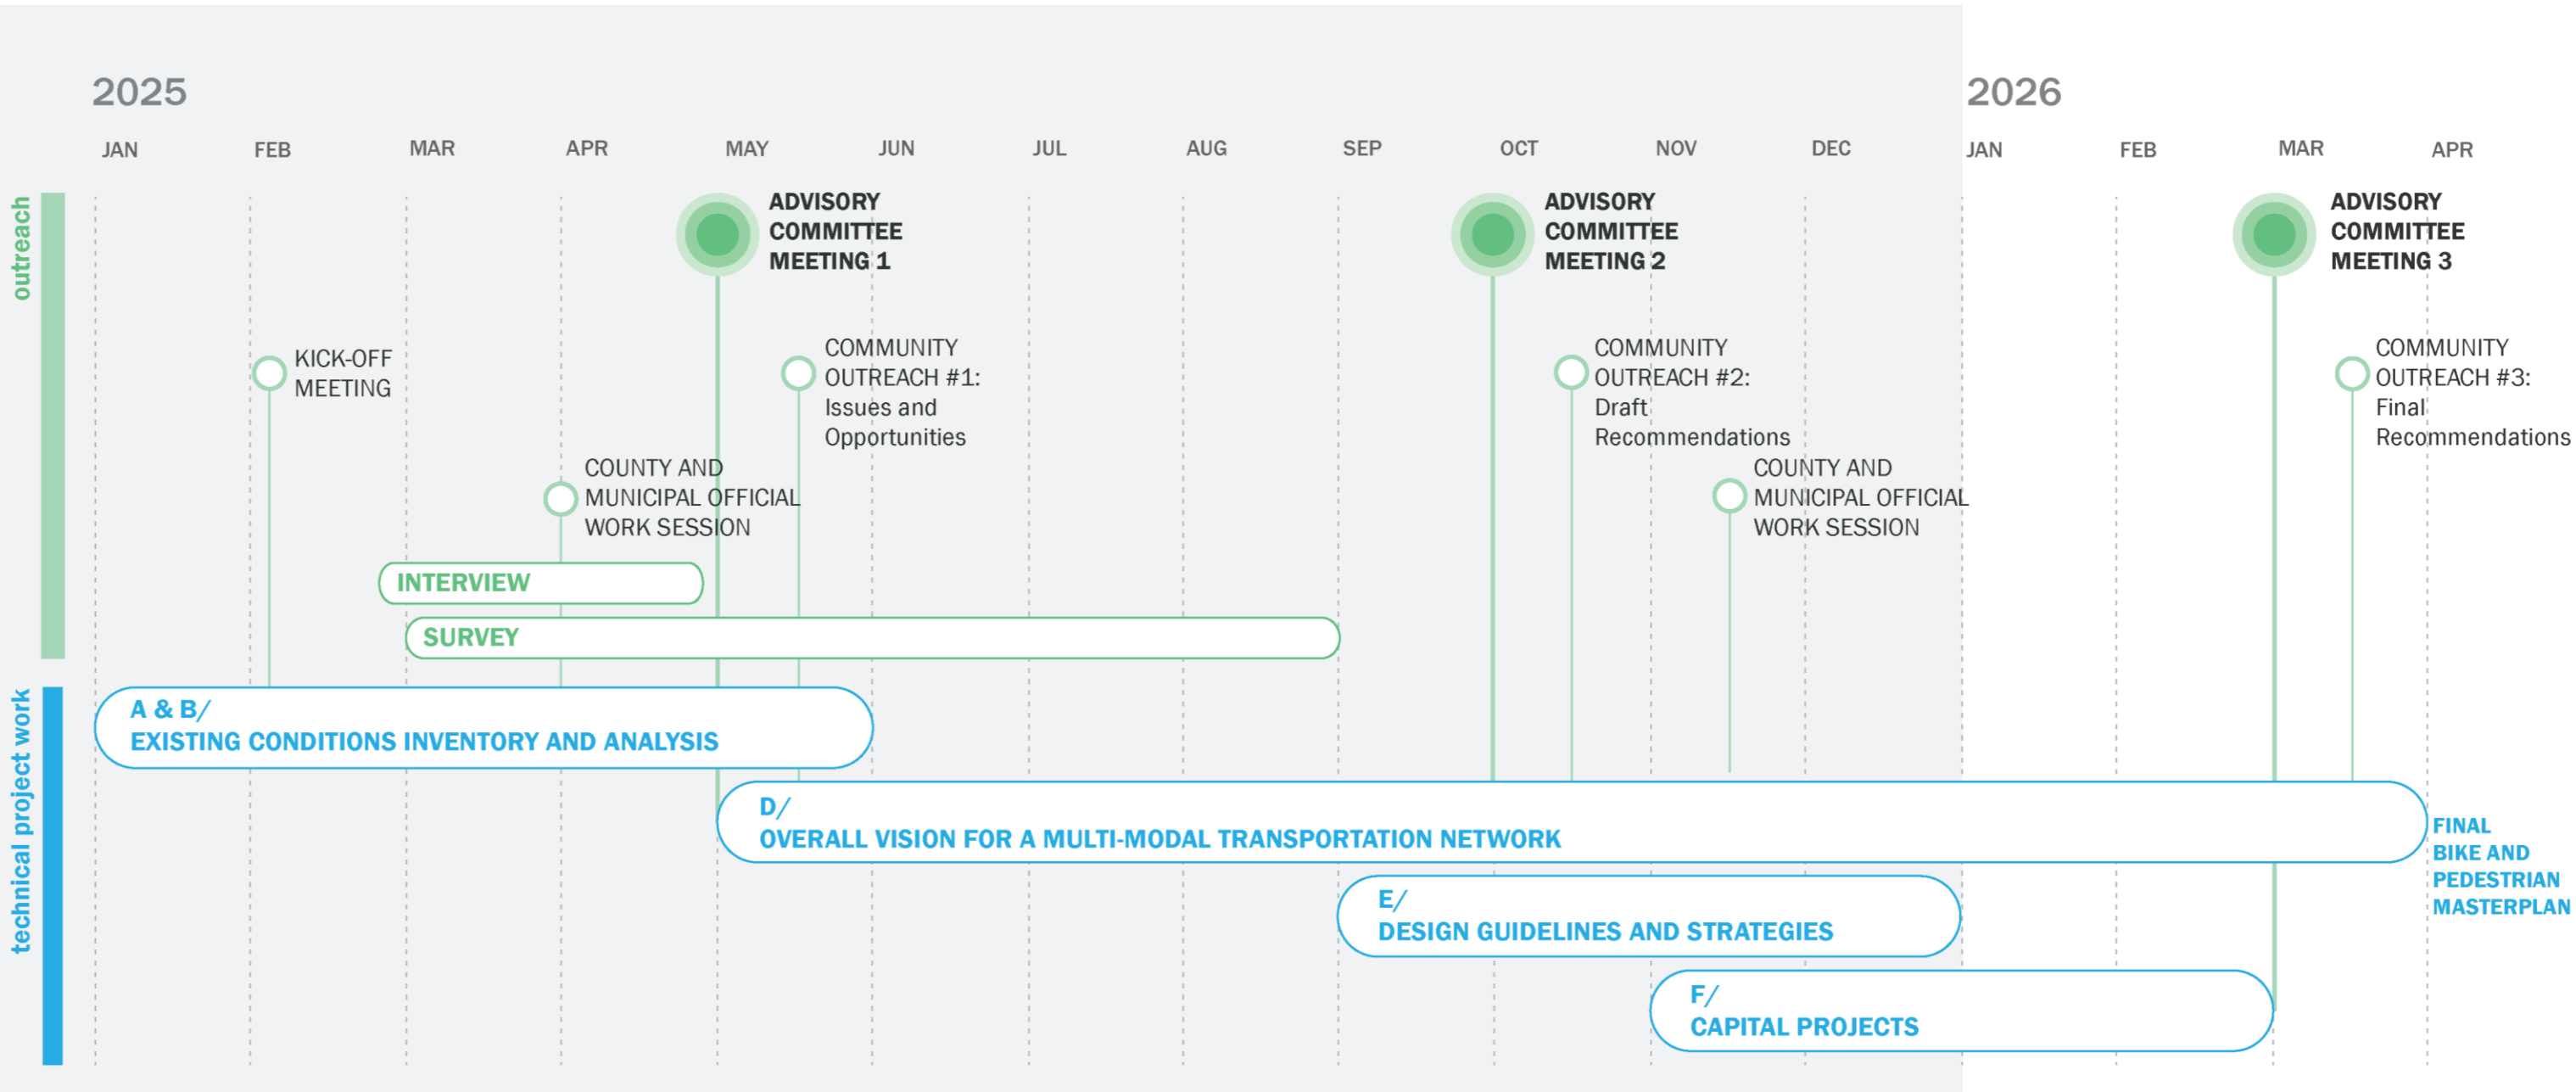 2025
2026
JAN
FEB
MAR
APR
MAY
JUN
JUL
AUG
SEP
OCT
NOV
DEC
JAN
FEB
MAR
APR
outreach
ADVISORY
COMMITTEE
MEETING 1
ADVISORY
COMMITTEE
MEETING 2
ADVISORY
COMMITTEE
MEETING 3
KICK-OFF
MEETING
COMMUNITY
OUTREACH #1:
Issues and
Opportunities
COMMUNITY
OUTREACH #2:
Draft
Recommendations
COMMUNITY
OUTREACH #3:
Final
Recommendations
COUNTY AND
MUNICIPAL OFFICIAL
WORK SESSION
COUNTY AND
MUNICIPAL OFFICIAL
WORK SESSION
INTERVIEW
SURVEY
technical project work
A & B/
EXISTING CONDITIONS INVENTORY AND ANALYSIS
D/
OVERALL VISION FOR A MULTI-MODAL TRANSPORTATION NETWORK
FINAL
BIKE AND
PEDESTRIAN
MASTERPLAN
E/
DESIGN GUIDELINES AND STRATEGIES
F/
CAPITAL PROJECTS